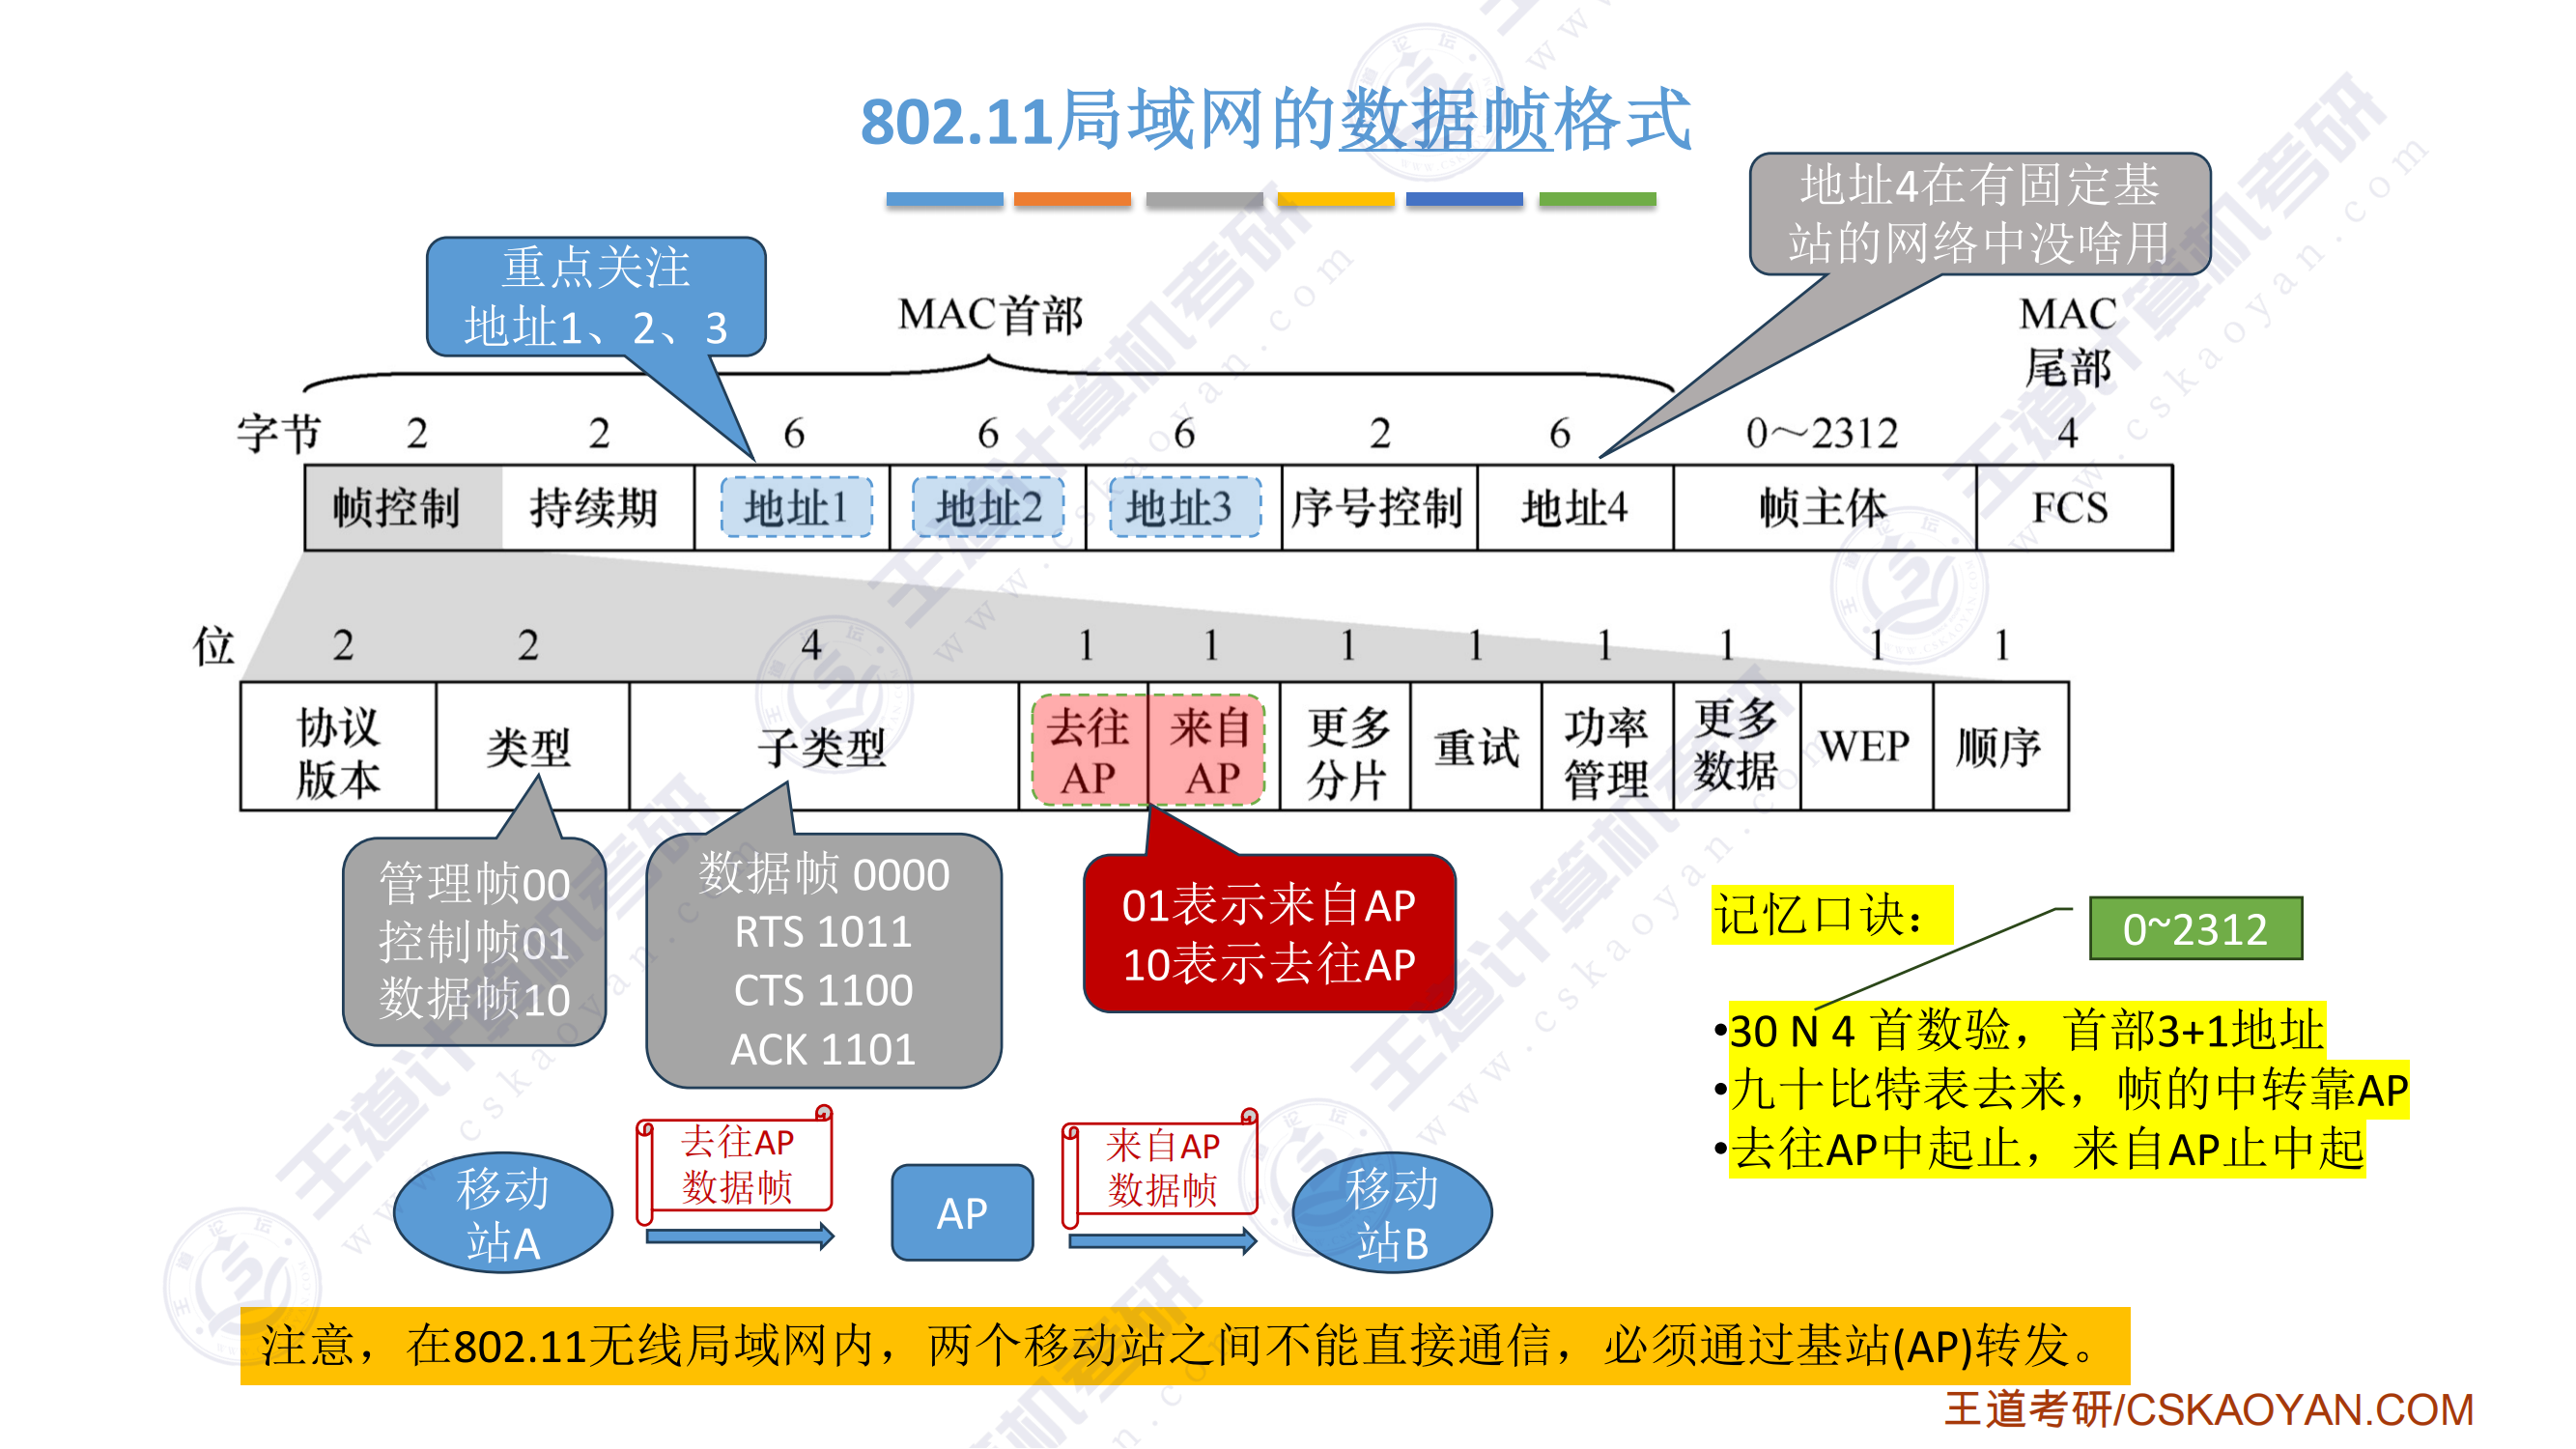 802.11局域网的数据帧格式
地址4在有固定基
站的网络中没啥用
重点关注
地址1、2、3
MAC首部
MAC
尾部
字节 2 2 6 6 6 2 6 0～2312 4
帧控制 持续期 地址1 地址2 地址3 序号控制 地址4 帧主体 FCS
位 2 2 4 1 1 1 1 1 1 1 1
协议
版本
类型
子类型
去往
AP
来自
AP
更多
分片
重试
功率
管理
更多
数据
WEP
顺序
管理帧00
控制帧01
数据帧10
数据帧 0000
RTS 1011
CTS 1100
ACK 1101
01表示来自AP
10表示去往AP
记忆口诀：
0~2312
•30 N 4 首数验，首部3+1地址
•九十比特表去来，帧的中转靠AP
•去往AP中起止，来自AP止中起
移动
站A
去往AP
数据帧
AP
来自AP
数据帧
移动
站B
注意，在802.11无线局域网内，两个移动站之间不能直接通信，必须通过基站(AP)转发。
王道考研/CSKAOYAN.COM
王道计算机考研
www.cskaoyan.com